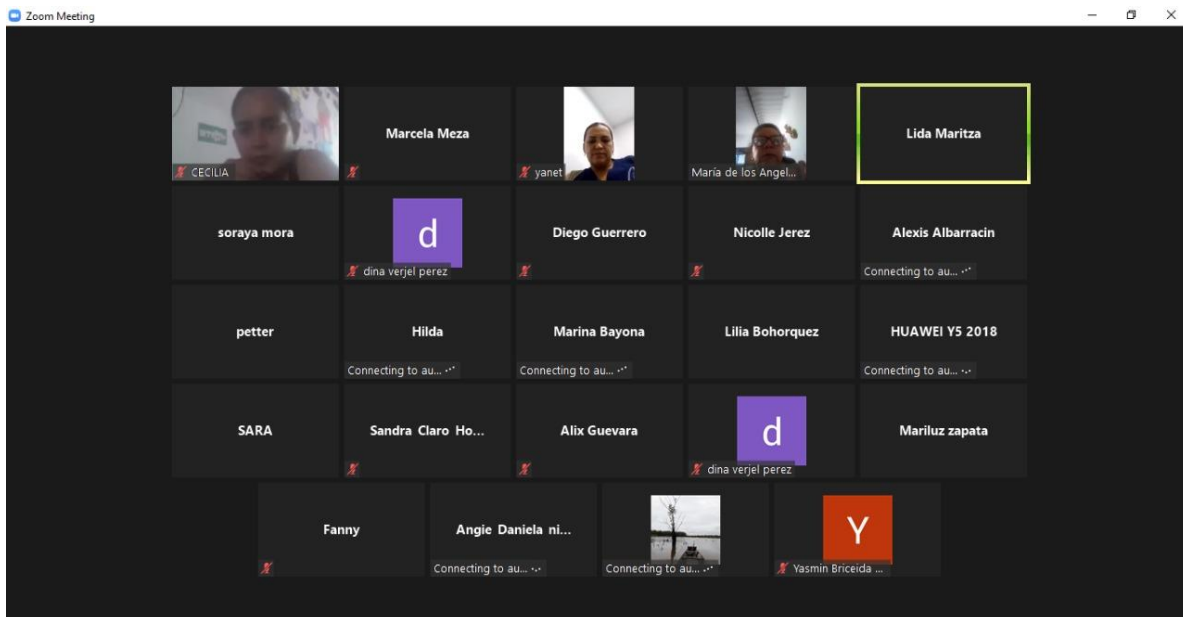 Zoom Meeting
CECILIA
Marcela Meza
yanet
María de los Angel...
Lida Maritza
soraya mora
d
dina verjel perez
Diego Guerrero
Nicolle Jerez
Alexis Albarracin
Connecting to au...
petter
Hilda
Connecting to au...
Marina Bayona
Connecting to au...
Lilia Bohorquez
HUAWEI Y5 2018
Connecting to au...
SARA
Sandra Claro Ho...
Alix Guevara
d
dina verjel perez
Mariluz zapata
Fanny
Angie Daniela ni...
Connecting to au...
Connecting to au...
Y
Yasmin Briceida ...